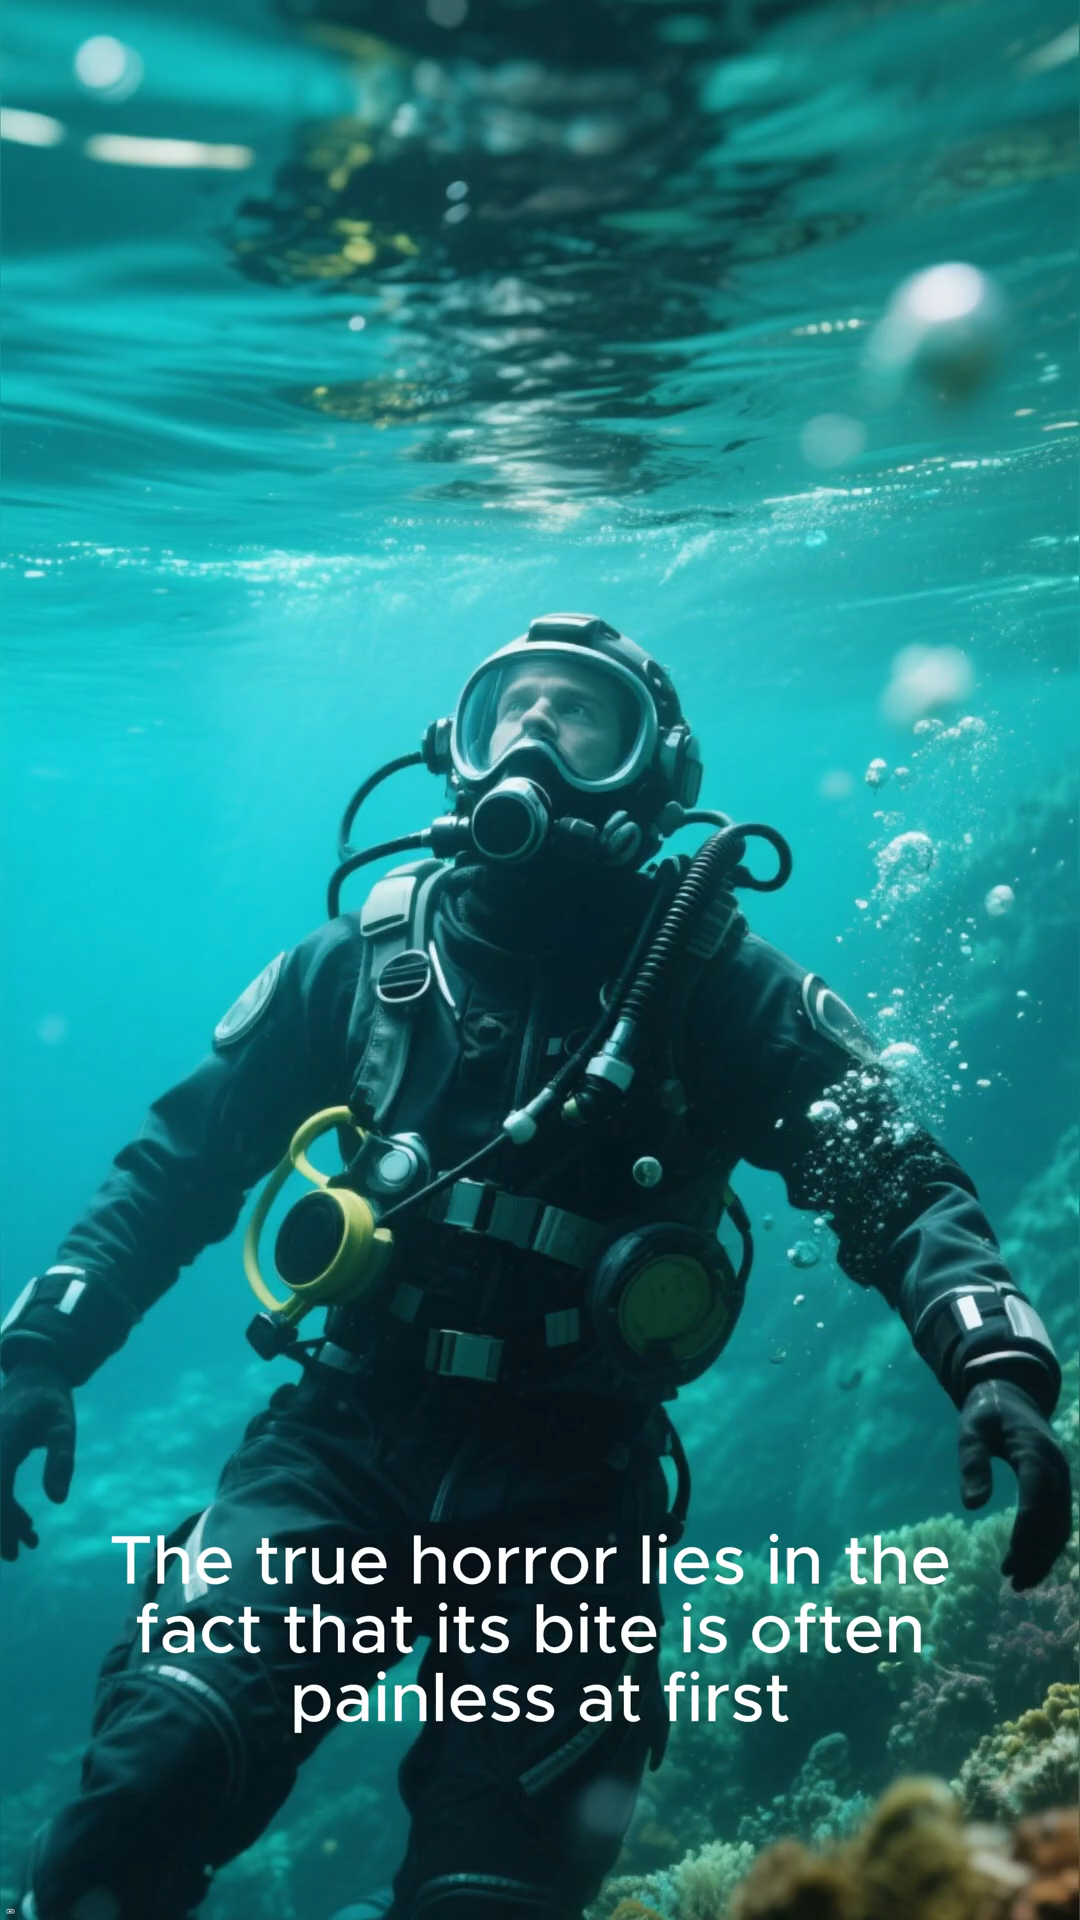 The true horror lies in the
fact that its bite is often
painless at first